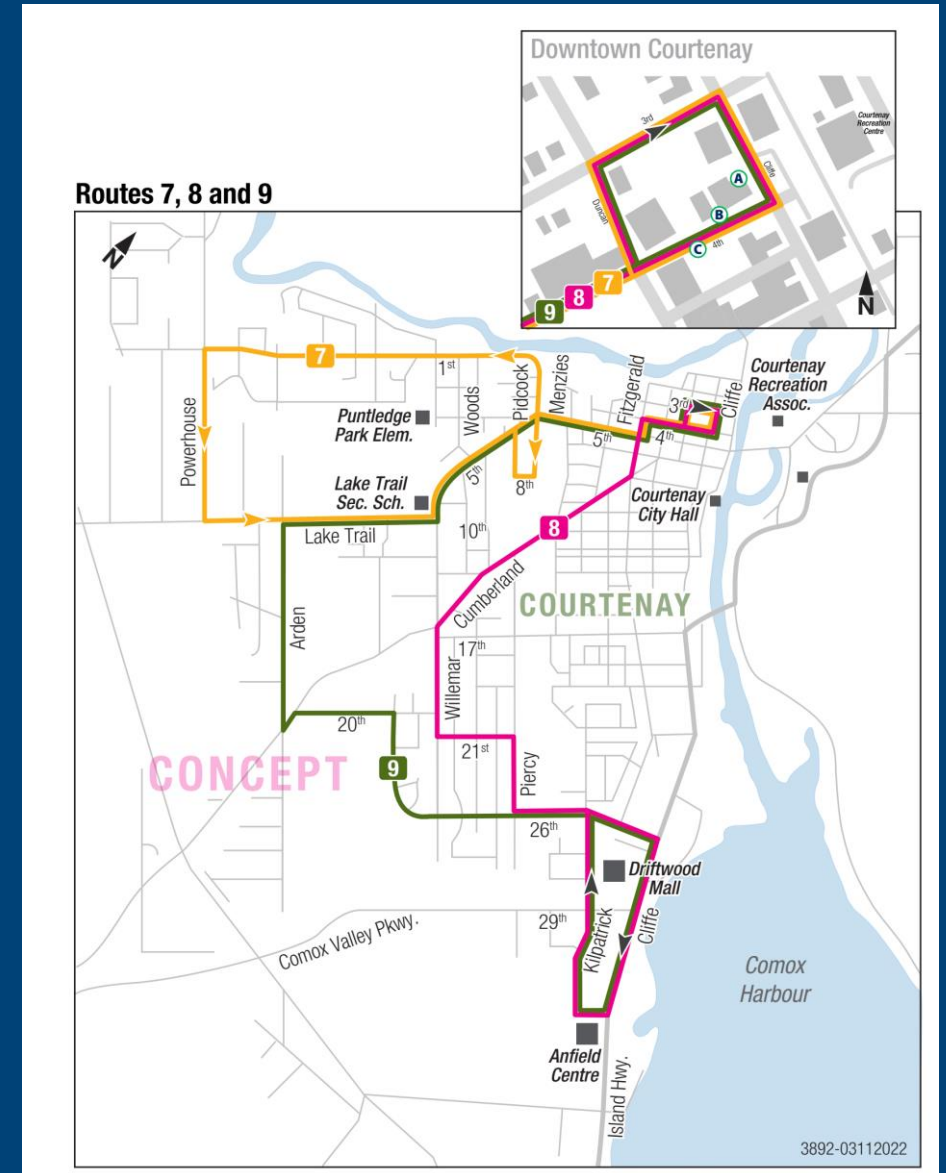 Downtown Courtenay
Courtenay
Recreation
Centre
3rd
Cliffe
Duncan
A
B
C
4th
7
8
9
N
Routes 7, 8 and 9
N
7
1st
Powerhouse
Puntledge
Park Elem.
Woods
Pidcock
Menzies
Fitzgerald
3rd
Cliffe
Courtenay
Recreation
Assoc.
5th
4th
5th
8th
Lake Trail
Sec. Sch.
Courtenay
City Hall
Lake Trail
10th
8
Cumberland
COURTENAY
Arden
17th
Willemar
20th
21st
CONCEPT
9
Piercy
26th
Driftwood
Mall
29th
Kilpatrick
Cliffe
Comox Valley Pkwy.
Comox
Harbour
Anfield
Centre
Island Hwy.
3892-03112022